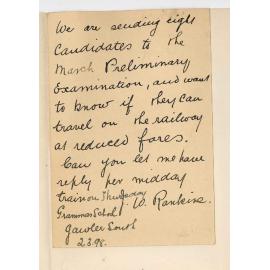 We are sending eight
Candidates to the
March Preliminary
Examination, and want
to know if they can
travel on the railway
at reduced fares.
Can you let me have
reply per midday
train on Thursday
W. Rankine.
Grammar School
Gawler South
2.3.98.